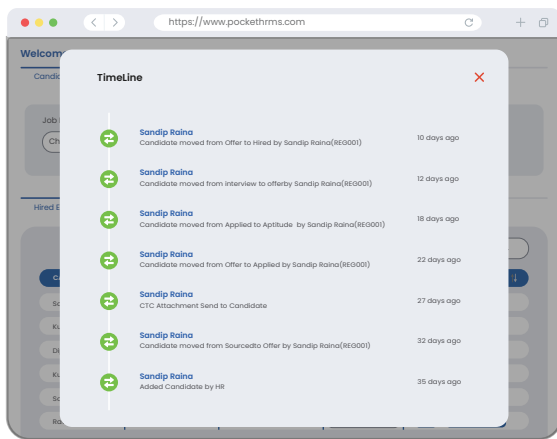 https://www.pockethrms.com
Welcom
Candid
TimeLine
Job
Ch
Sandip Raina
Candidate moved from Offer to Hired by Sandip Raina(REG001)
10 days ago
Sandip Raina
Candidate moved from Interview to offerby Sandip Raina(REG001)
12 days ago
Hired E
Sandip Raina
Candidate moved from Applied to Aptitude by Sandip Raina(REG001)
18 days ago
Sandip Raina
Candidate moved from Offer to Applied by Sandip Raina(REG001)
22 days ago
Sandip Raina
CTC Attachment Send to Candidate
27 days ago
Sandip Raina
Candidate moved from Sourcedto Offer by Sandip Raina(REG001)
32 days ago
Sandip Raina
Added Candidate by HR
35 days ago